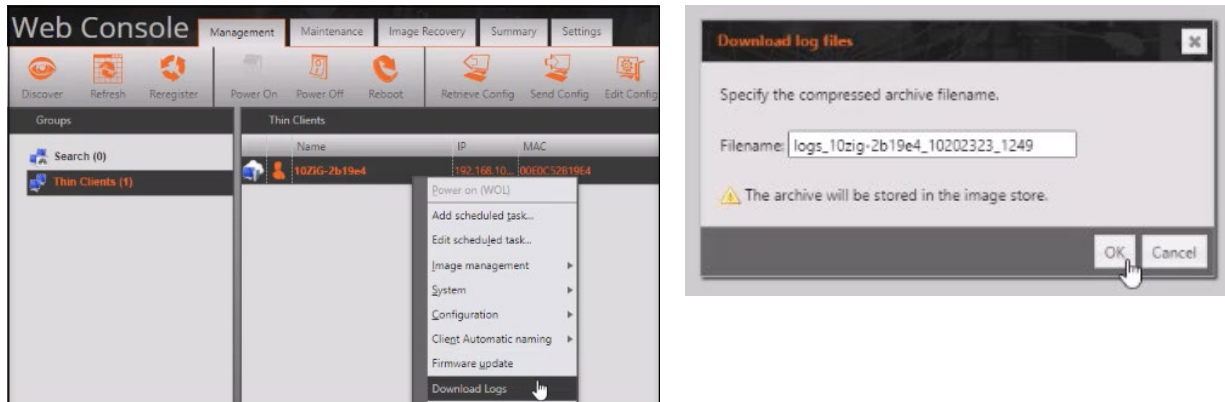 Web Console
Management Maintenance Image Recovery Summary Settings
Discover Refresh Reregister Power On Power Off Reboot Retrieve Config Send Config Edit Config
Groups
Search (0)
Thin Clients (1)
Thin Clients
Name IP MAC
10ZiG-2b19e4 192.168.10... 00E0C52B19E4
Power on (WOL)
Add scheduled task...
Edit scheduled task...
Image management
System
Configuration
Client Automatic naming
Firmware update
Download Logs
Download log files
Specify the compressed archive filename.
Filename: logs_10zig-2b19e4_10202323_1249
The archive will be stored in the image store.
OK Cancel